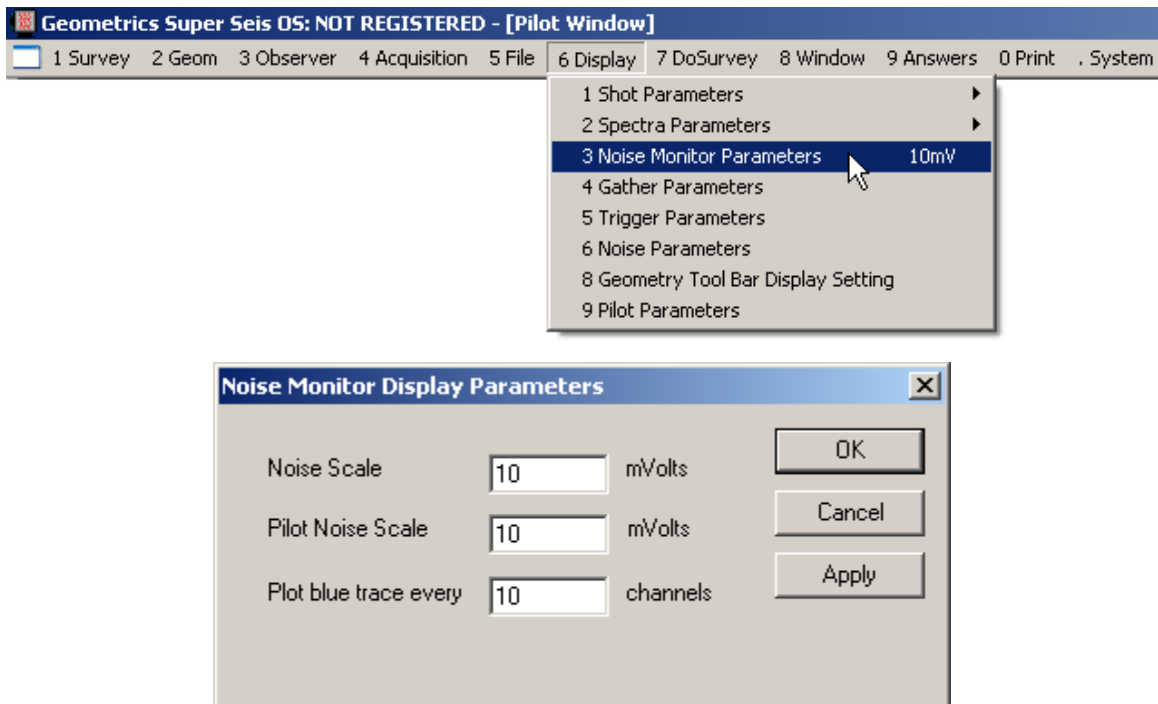 Geometrics Super Seis OS: NOT REGISTERED - [Pilot Window]
1 Survey 2 Geom 3 Observer 4 Acquisition 5 File 6 Display 7 DoSurvey 8 Window 9 Answers 0 Print . System
1 Shot Parameters
2 Spectra Parameters
3 Noise Monitor Parameters 10mV
4 Gather Parameters
5 Trigger Parameters
6 Noise Parameters
8 Geometry Tool Bar Display Setting
9 Pilot Parameters
Noise Monitor Display Parameters
Noise Scale 10 mVolts OK
Pilot Noise Scale 10 mVolts Cancel
Plot blue trace every 10 channels Apply